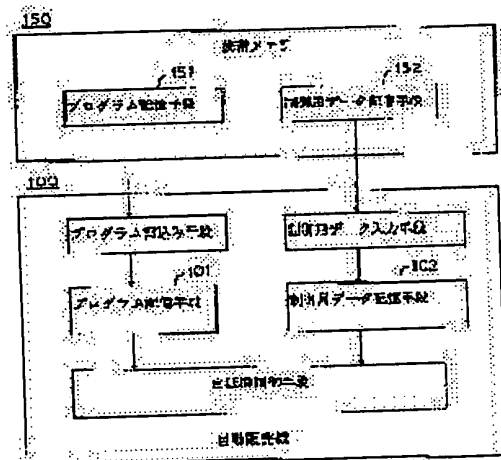 150
携帯メモリ
151
プログラム記憶手段
152
制御用データ記憶手段
100
プログラム書込み手段
制御用データ入力手段
101
プログラム記憶手段
102
制御用データ記憶手段
自動販売機